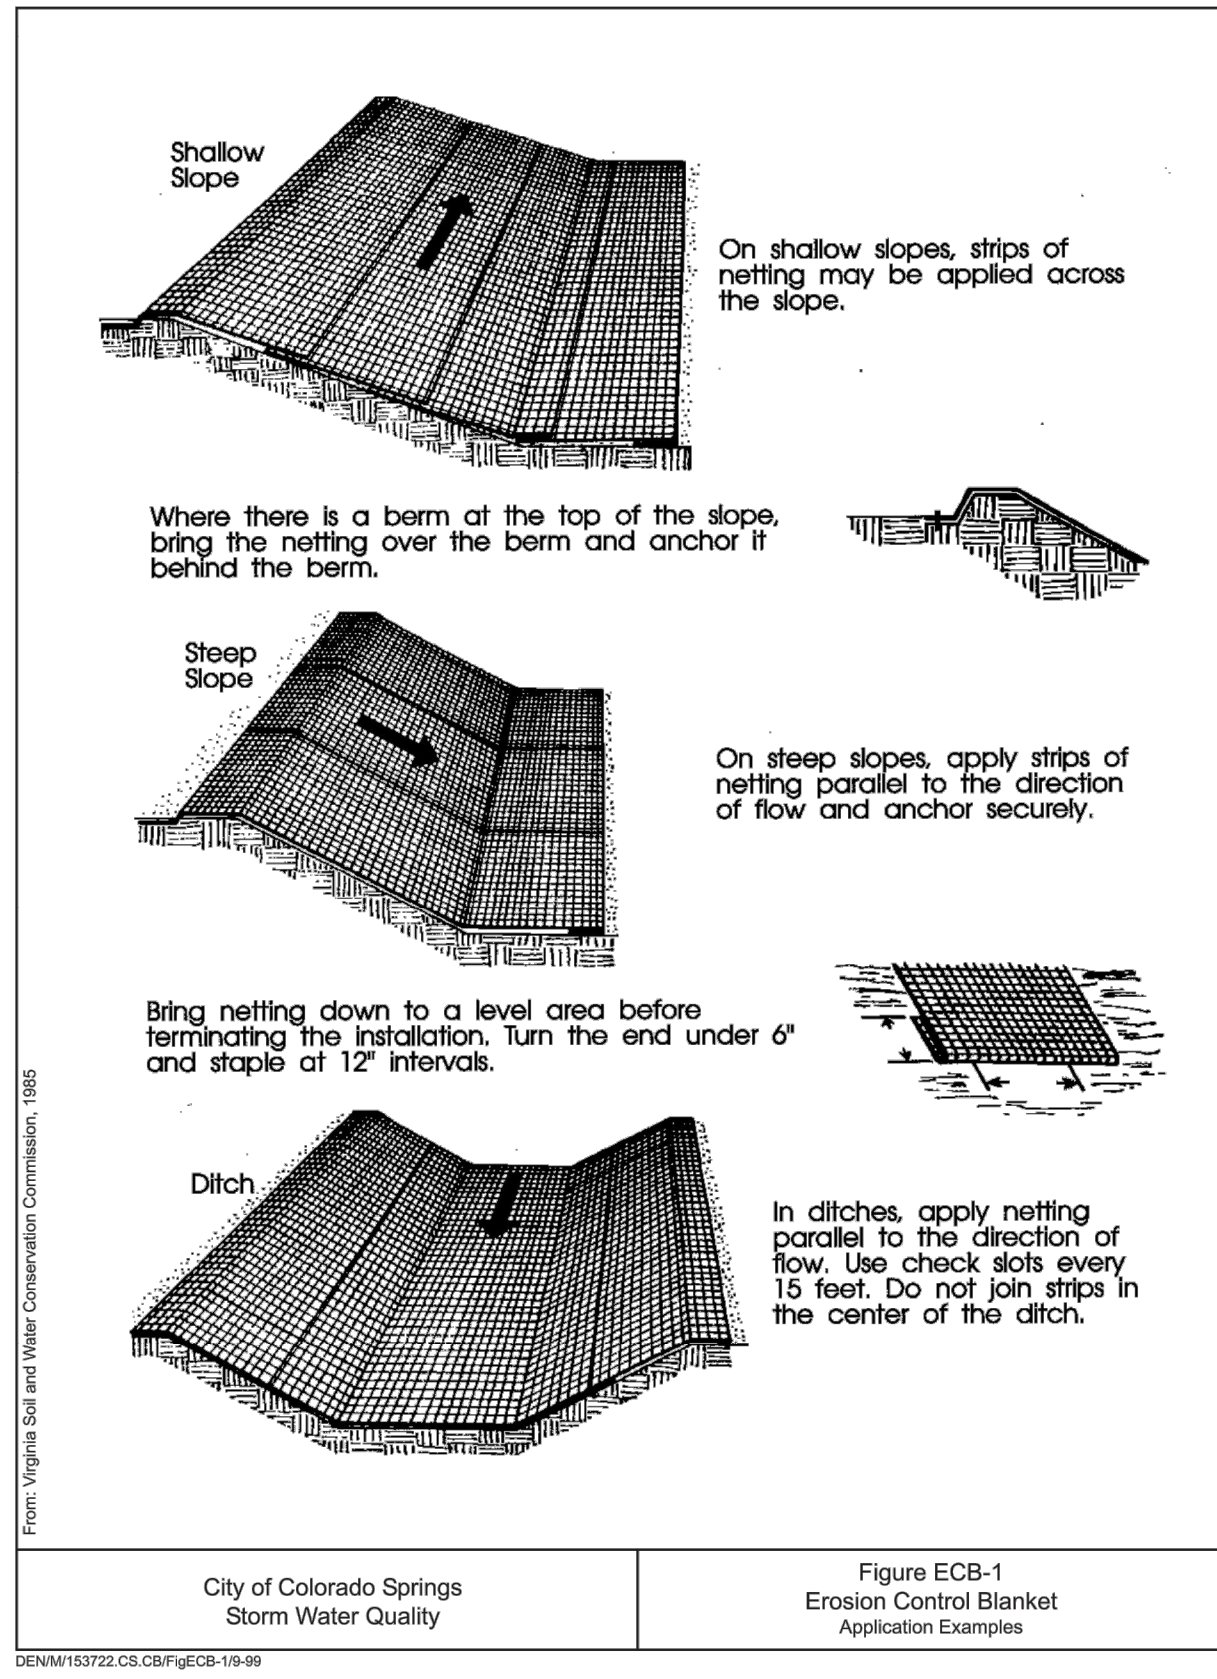 Shallow
Slope
On shallow slopes, strips of
netting may be applied across
the slope.
Where there is a berm at the top of the slope,
bring the netting over the berm and anchor it
behind the berm.
Steep
Slope
On steep slopes, apply strips of
netting parallel to the direction
of flow and anchor securely.
Bring netting down to a level area before
terminating the installation. Turn the end under 6"
and staple at 12" intervals.
Ditch
In ditches, apply netting
parallel to the direction of
flow. Use check slots every
15 feet. Do not join strips in
the center of the ditch.
From: Virginia Soil and Water Conservation Commission, 1985
City of Colorado Springs
Storm Water Quality
Figure ECB-1
Erosion Control Blanket
Application Examples
DEN/M/153722.CS.CB/FigECB-1/9-99